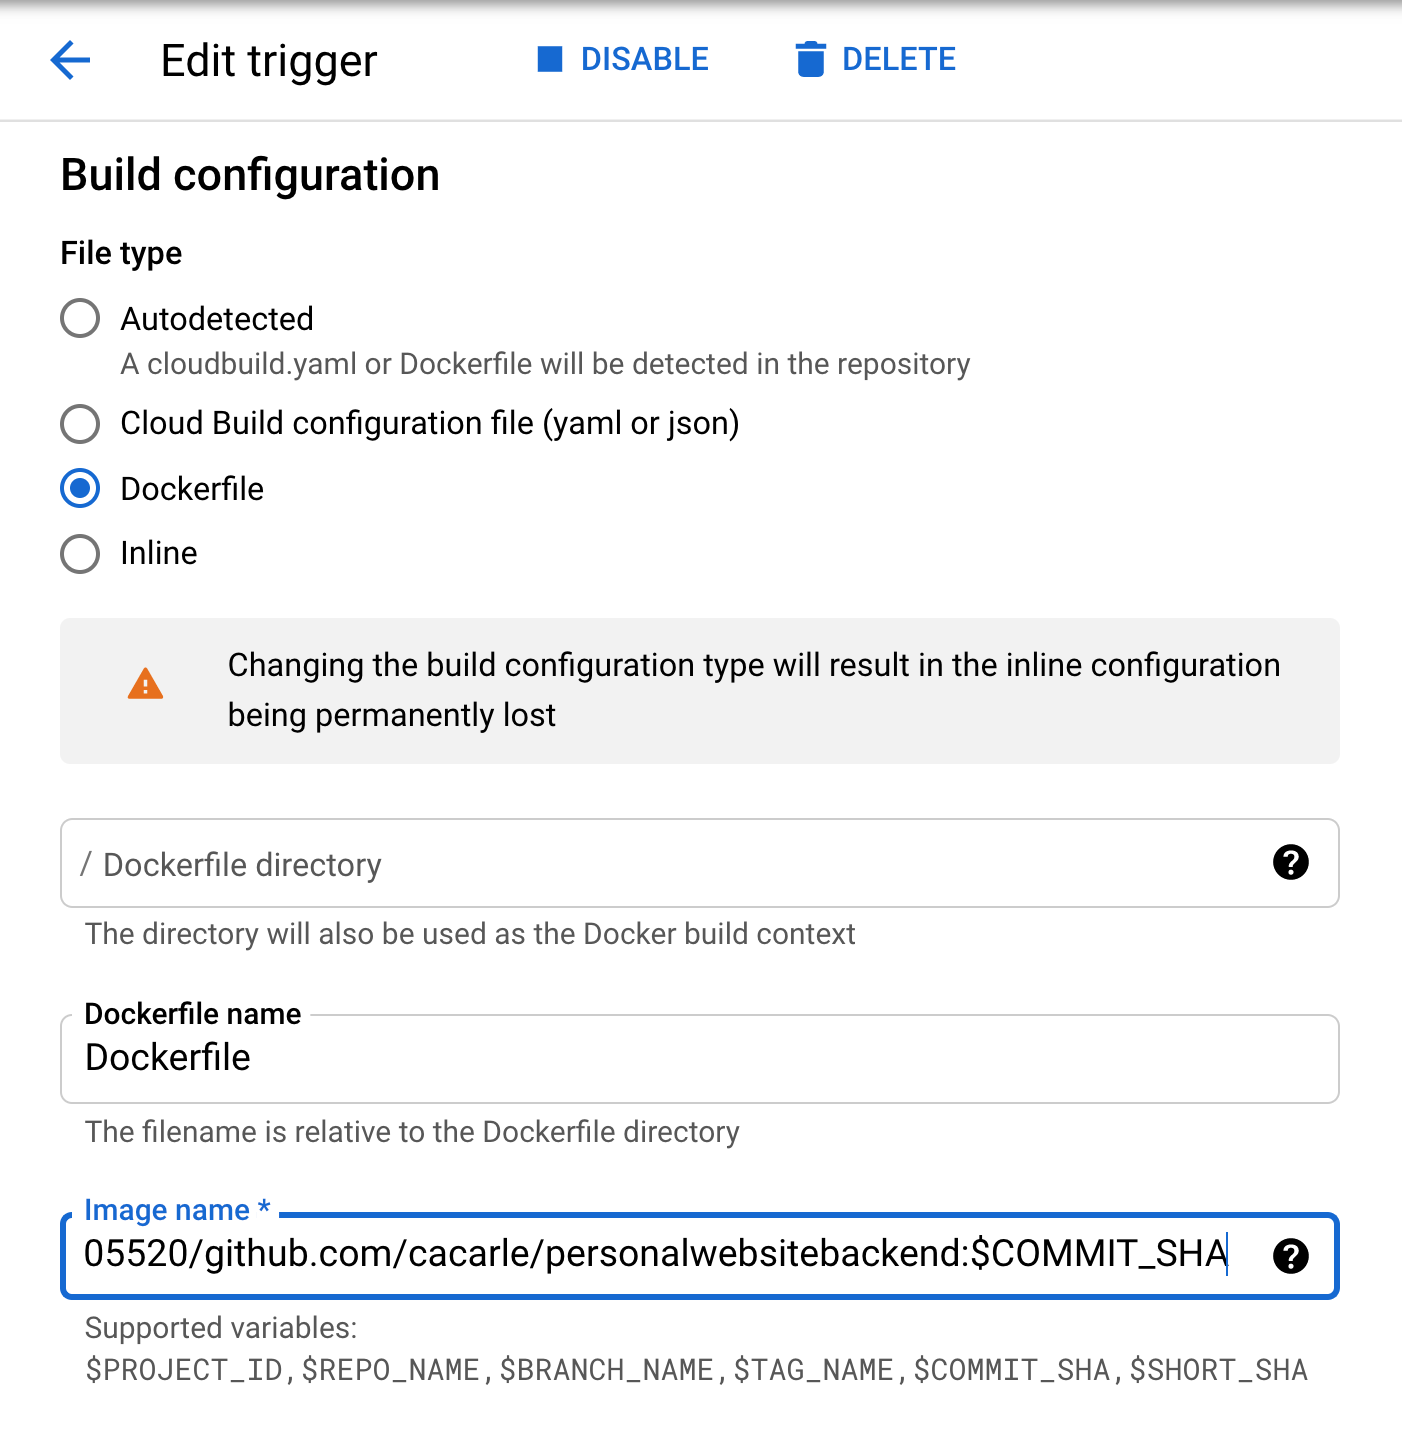 Edit trigger
DISABLE
DELETE
Build configuration
File type
Autodetected
A cloudbuild.yaml or Dockerfile will be detected in the repository
Cloud Build configuration file (yaml or json)
Dockerfile
Inline
Changing the build configuration type will result in the inline configuration
being permanently lost
/ Dockerfile directory
The directory will also be used as the Docker build context
Dockerfile name
Dockerfile
The filename is relative to the Dockerfile directory
Image name *
05520/github.com/cacarle/personalwebsitebackend:$COMMIT_SHA
Supported variables:
$PROJECT_ID,$REPO_NAME,$BRANCH_NAME,$TAG_NAME,$COMMIT_SHA,$SHORT_SHA